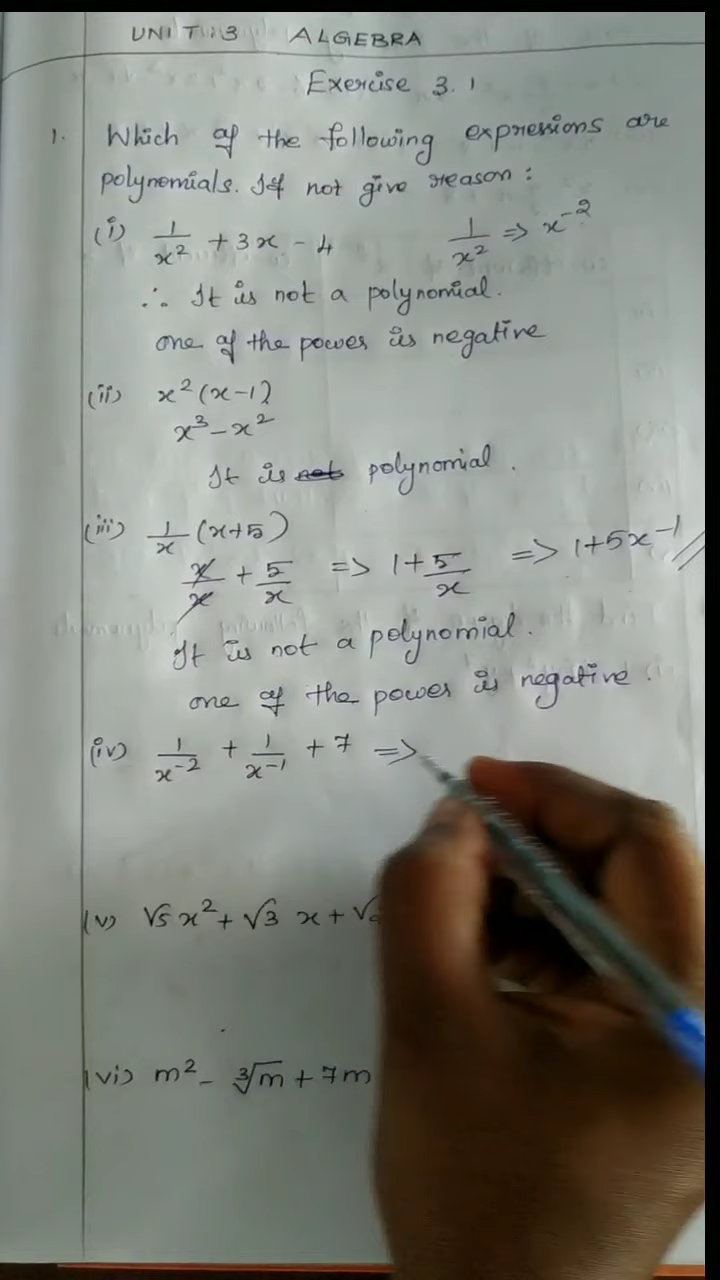 UNIT: 3 ALGEBRA
Exercise 3.1
1. Which of the following expressions are
polynomials. If not give reason:
(i) 1/x² + 3x - 4 1/x² => x⁻²
∴ It is not a polynomial.
one of the power is negative
(ii) x²(x-1)
x³ - x²
It is not polynomial.
(iii) 1/x (x+5)
x/x + 5/x => 1 + 5/x => 1+5x⁻¹ //
It is not a polynomial.
one of the power is negative.
(iv) 1/x⁻² + 1/x⁻¹ + 7 =>
(v) √5 x² + √3 x + √
(vi) m² - ∛m + 7m